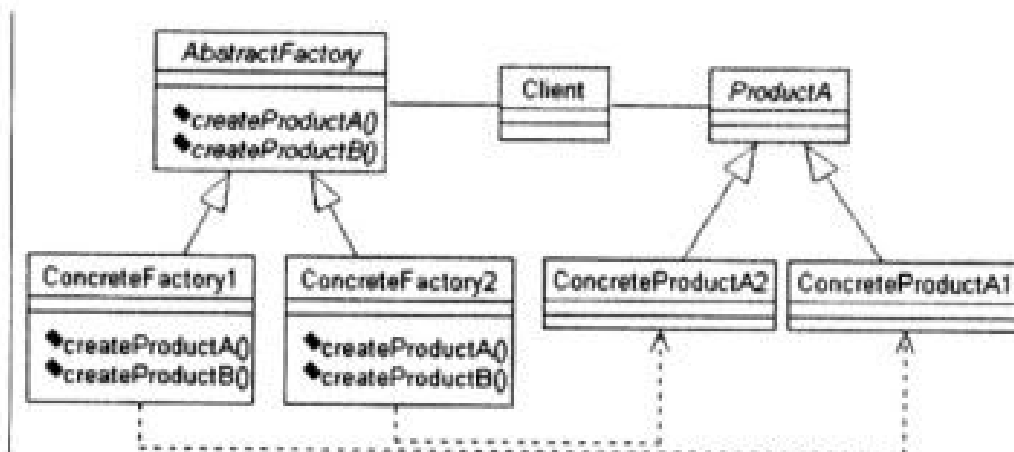 AbstractFactory
createProductA()
createProductB()
Client
ProductA
ConcreteFactory1
createProductA()
createProductB()
ConcreteFactory2
createProductA()
createProductB()
ConcreteProductA2
ConcreteProductA1